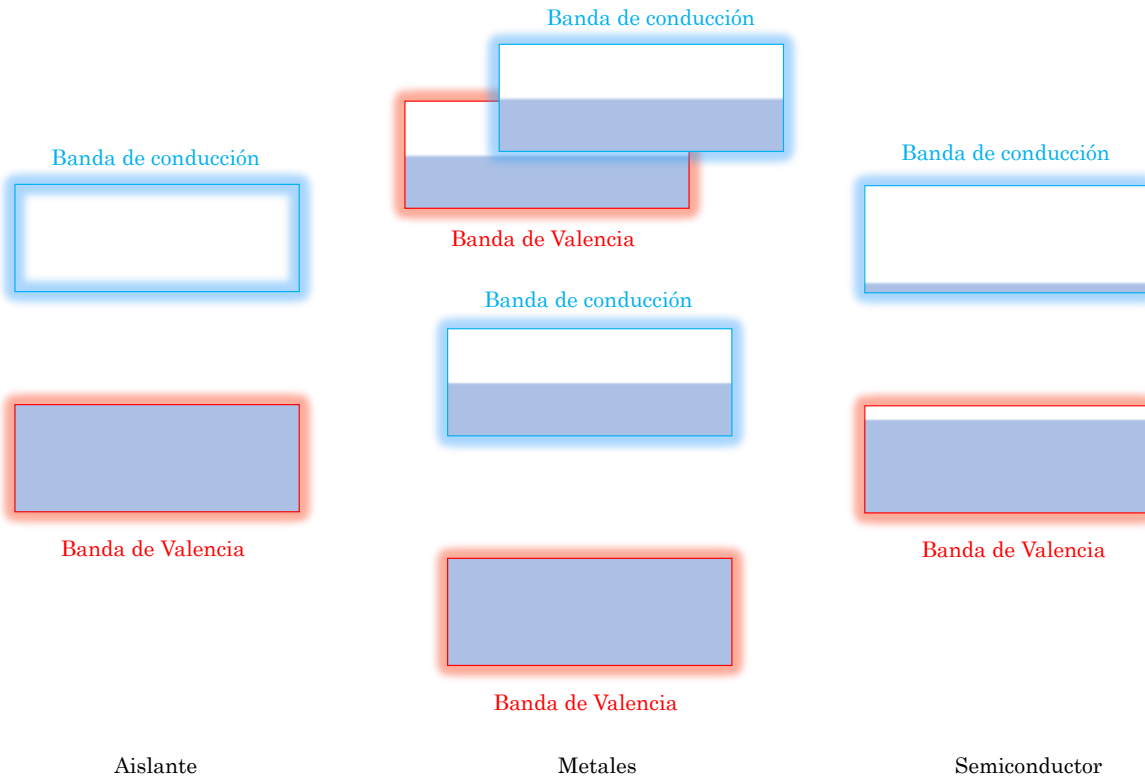 Banda de conducción
Banda de conducción
Banda de conducción
Banda de Valencia
Banda de conducción
Banda de Valencia
Banda de Valencia
Banda de Valencia
Aislante
Metales
Semiconductor